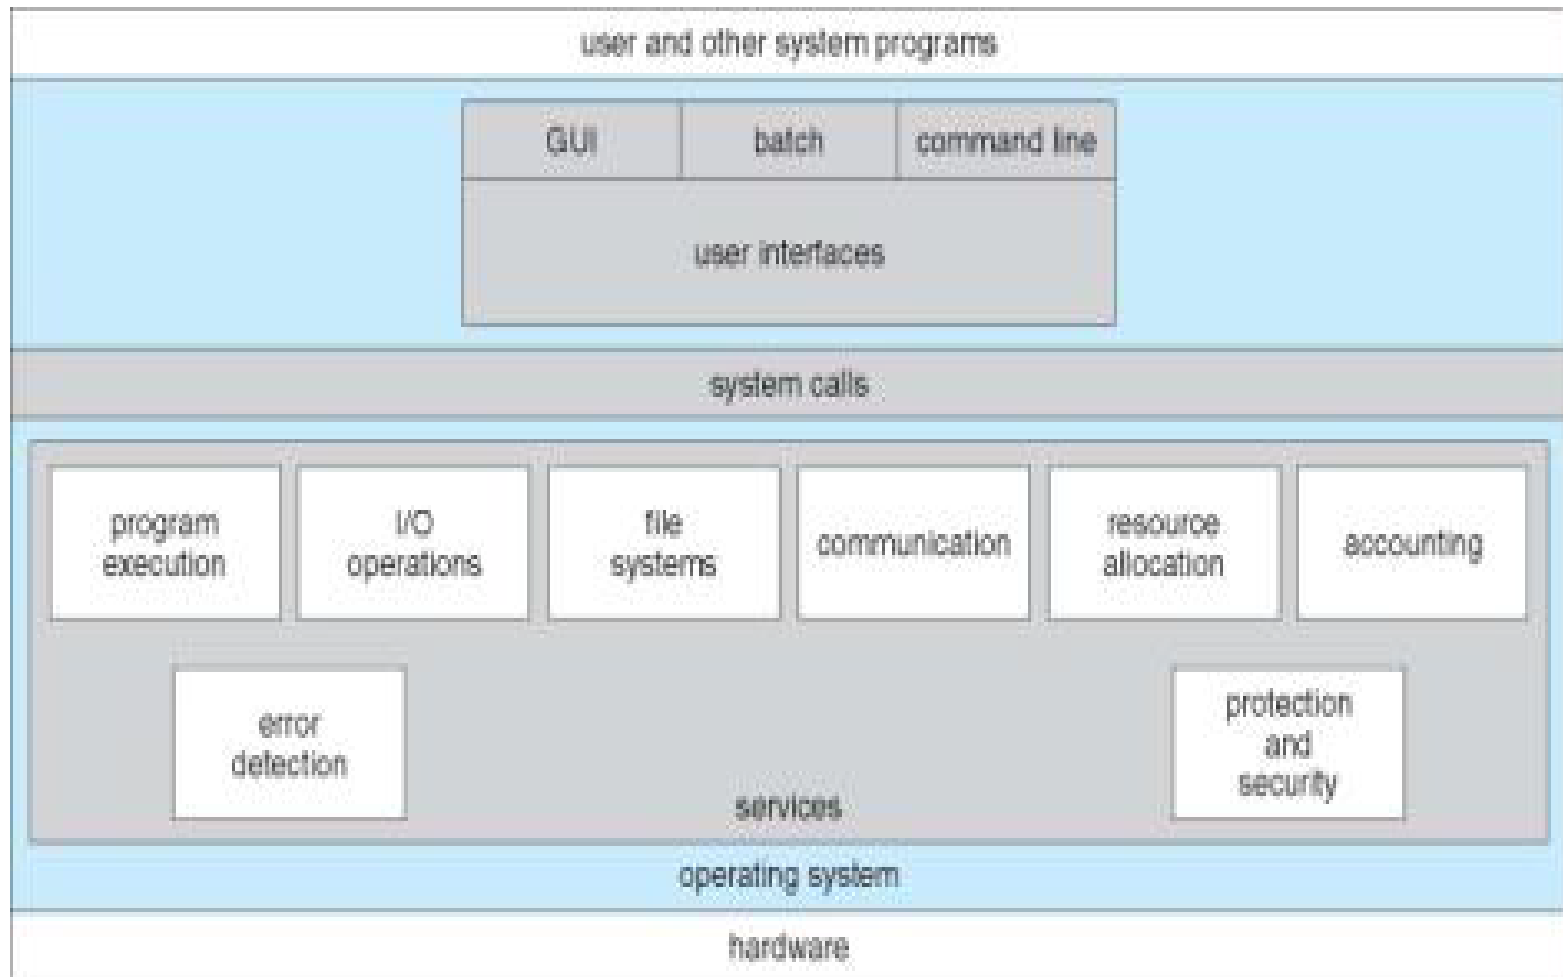 user and other system programs
GUI
batch
command line
user interfaces
system calls
program
execution
I/O
operations
file
systems
communication
resource
allocation
accounting
error
detection
protection
and
security
services
operating system
hardware